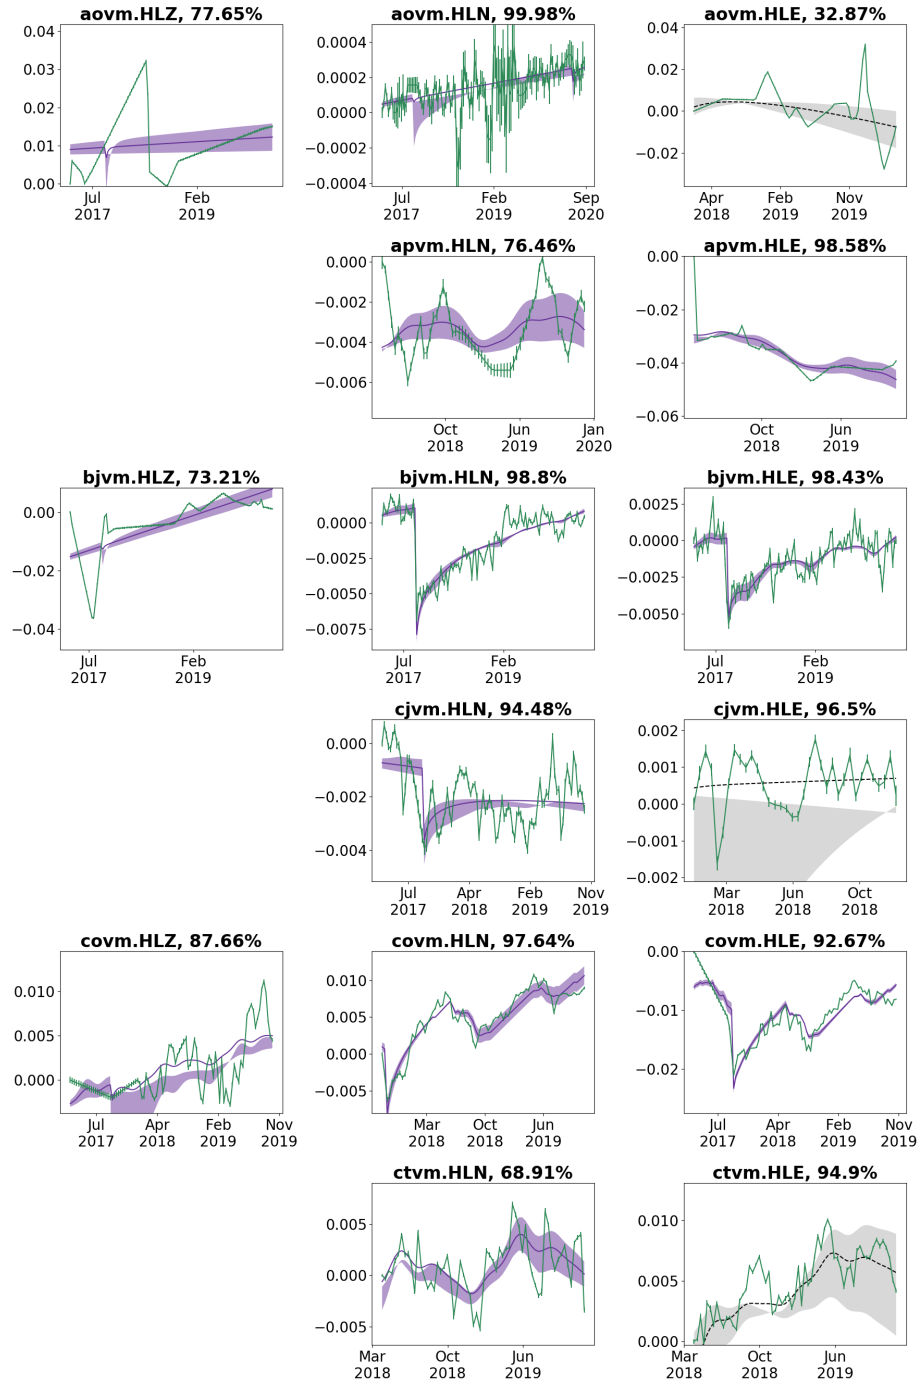 aovm.HLZ, 77.65%
0.04
0.03
0.02
0.01
0.00
Jul
2017
Feb
2019
aovm.HLN, 99.98%
0.0004
0.0002
0.0000
−0.0002
−0.0004
Jul
2017
Feb
2019
Sep
2020
aovm.HLE, 32.87%
0.04
0.02
0.00
−0.02
Apr
2018
Feb
2019
Nov
2019
apvm.HLN, 76.46%
0.000
−0.002
−0.004
−0.006
Oct
2018
Jun
2019
Jan
2020
apvm.HLE, 98.58%
0.00
−0.02
−0.04
−0.06
Oct
2018
Jun
2019
bjvm.HLZ, 73.21%
0.00
−0.02
−0.04
Jul
2017
Feb
2019
bjvm.HLN, 98.8%
0.0000
−0.0025
−0.0050
−0.0075
Jul
2017
Feb
2019
bjvm.HLE, 98.43%
0.0025
0.0000
−0.0025
−0.0050
Jul
2017
Feb
2019
cjvm.HLN, 94.48%
0.000
−0.002
−0.004
Jul
2017
Apr
2018
Feb
2019
Nov
2019
cjvm.HLE, 96.5%
0.002
0.001
0.000
−0.001
−0.002
Mar
2018
Jun
2018
Oct
2018
covm.HLZ, 87.66%
0.010
0.005
0.000
Jul
2017
Apr
2018
Feb
2019
Nov
2019
covm.HLN, 97.64%
0.010
0.005
0.000
−0.005
Mar
2018
Oct
2018
Jun
2019
covm.HLE, 92.67%
0.00
−0.01
−0.02
Jul
2017
Apr
2018
Feb
2019
Nov
2019
ctvm.HLN, 68.91%
0.005
0.000
−0.005
Mar
2018
Oct
2018
Jun
2019
ctvm.HLE, 94.9%
0.010
0.005
0.000
Mar
2018
Oct
2018
Jun
2019